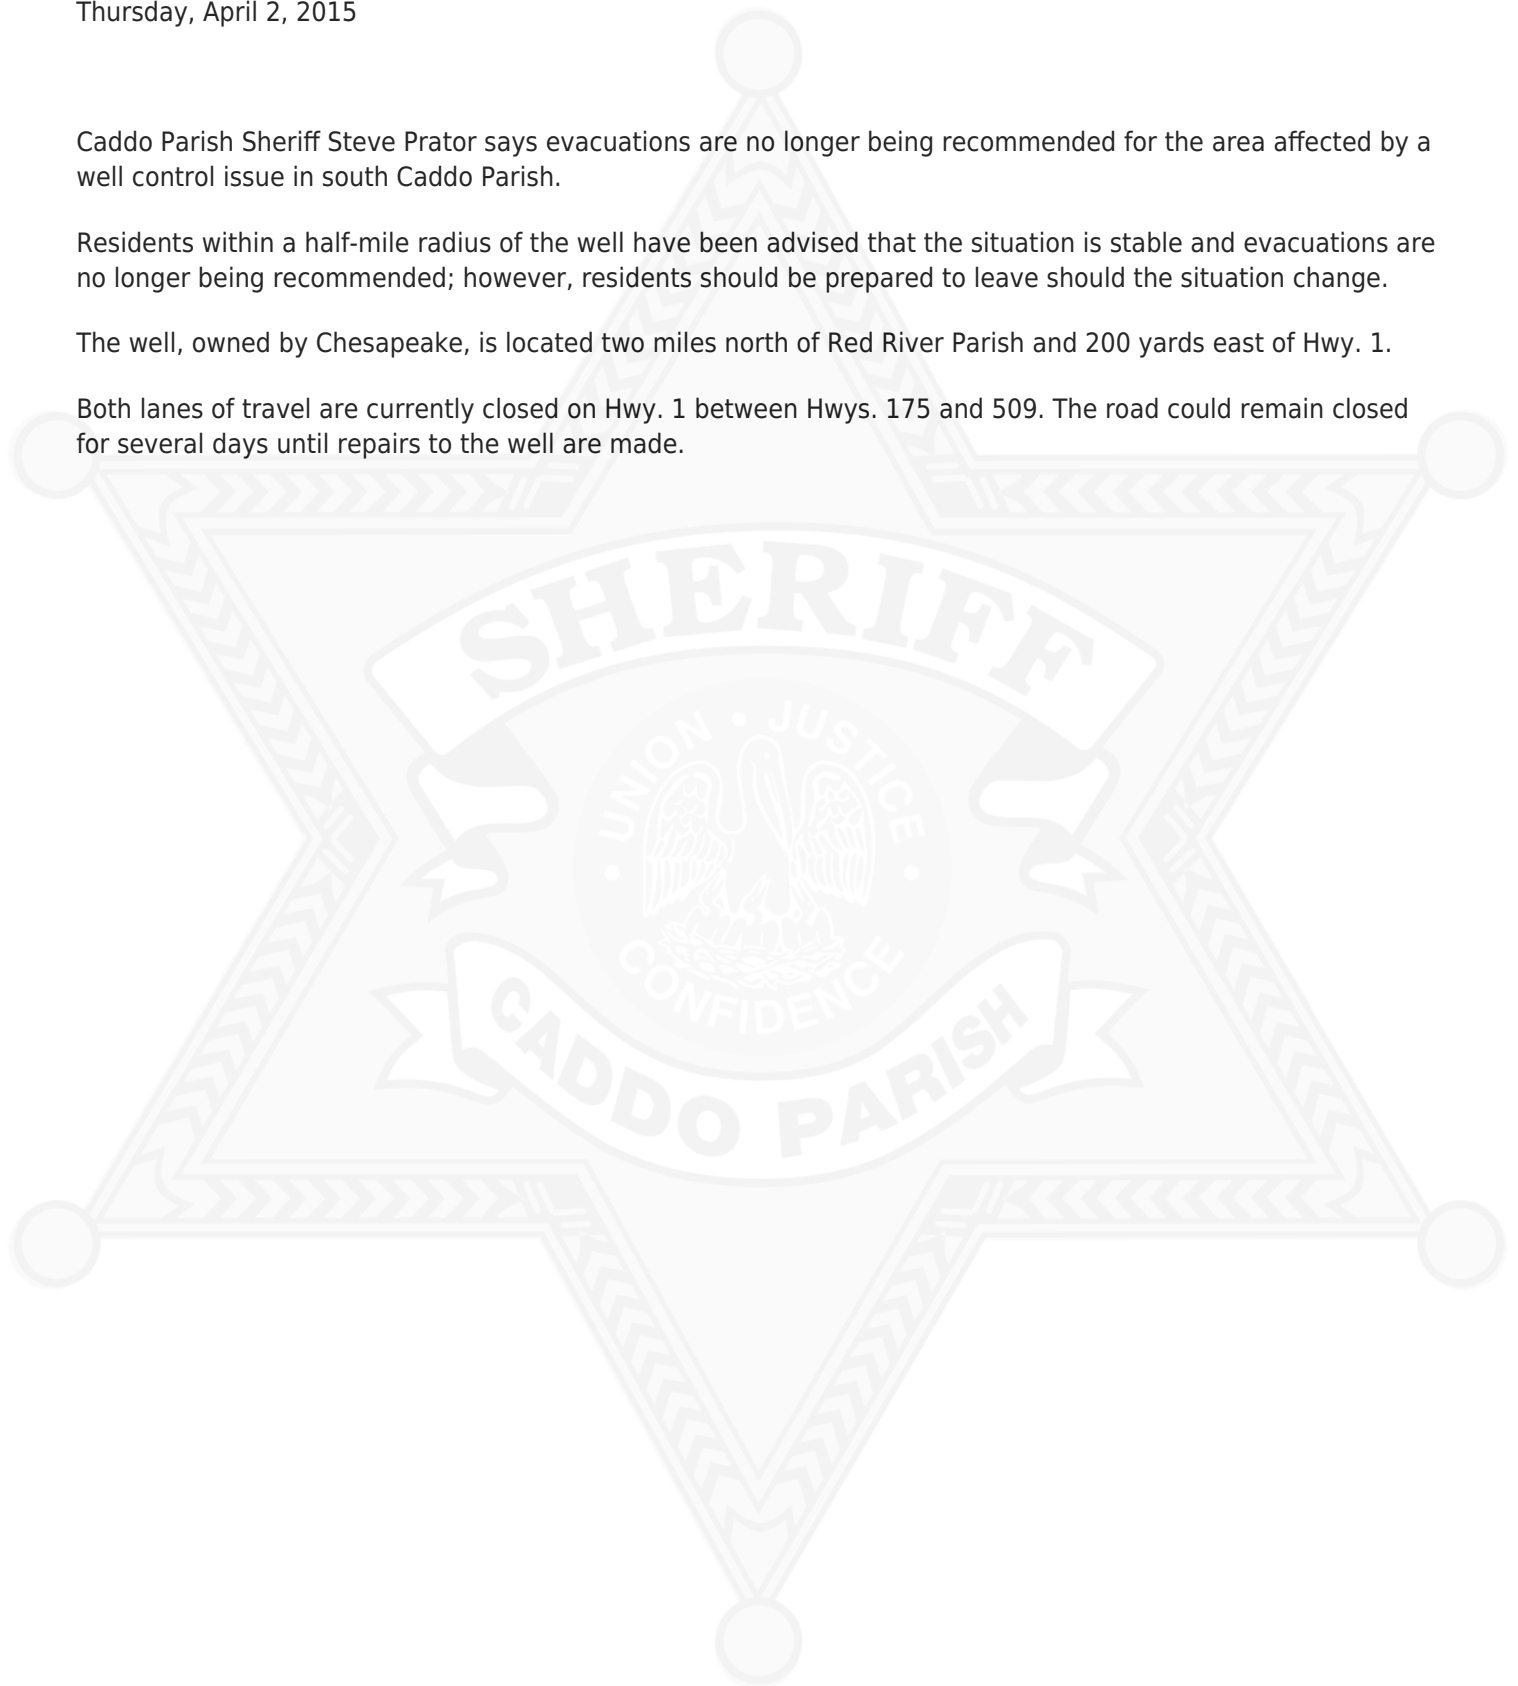 Thursday, April 2, 2015
Caddo Parish Sheriff Steve Prator says evacuations are no longer being recommended for the area affected by a
well control issue in south Caddo Parish.
Residents within a half-mile radius of the well have been advised that the situation is stable and evacuations are
no longer being recommended; however, residents should be prepared to leave should the situation change.
The well, owned by Chesapeake, is located two miles north of Red River Parish and 200 yards east of Hwy. 1.
Both lanes of travel are currently closed on Hwy. 1 between Hwys. 175 and 509. The road could remain closed
for several days until repairs to the well are made.
SHERIFF
UNION • JUSTICE
• CONFIDENCE •
CADDO PARISH